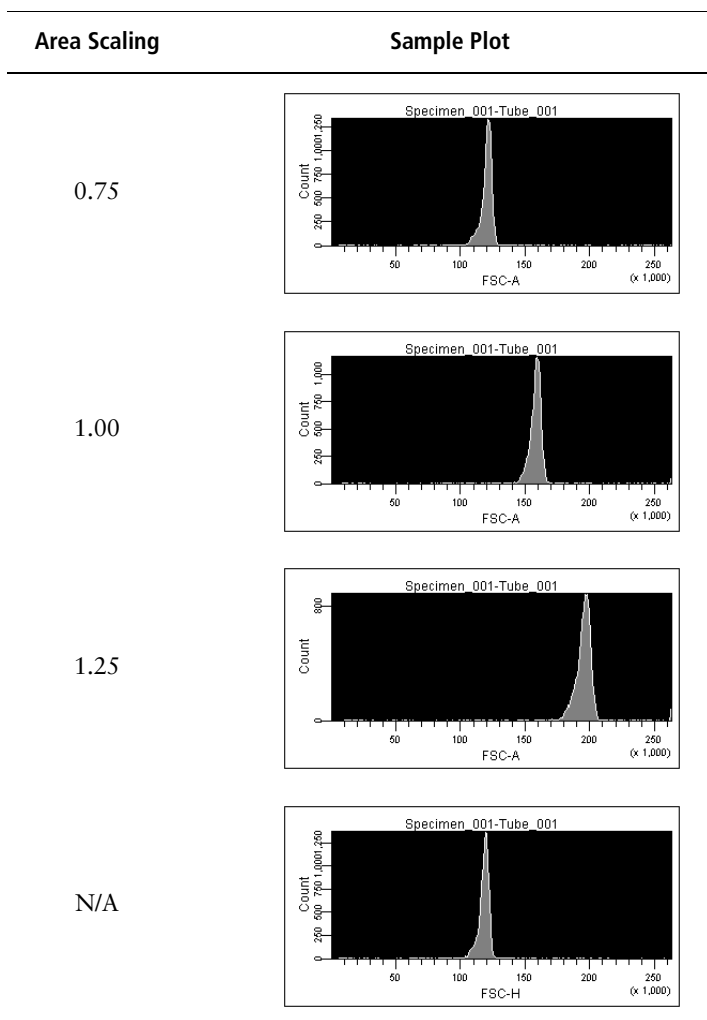 Area Scaling Sample Plot
0.75
Specimen_001-Tube_001
Count
0 250 500 750 1,000 1,250
50 100 150 200 250
(x 1,000)
FSC-A
1.00
Specimen_001-Tube_001
Count
0 250 500 750 1,000
50 100 150 200 250
(x 1,000)
FSC-A
1.25
Specimen_001-Tube_001
Count
0 800
50 100 150 200 250
(x 1,000)
FSC-A
N/A
Specimen_001-Tube_001
Count
0 250 500 750 1,000 1,250
50 100 150 200 250
(x 1,000)
FSC-H